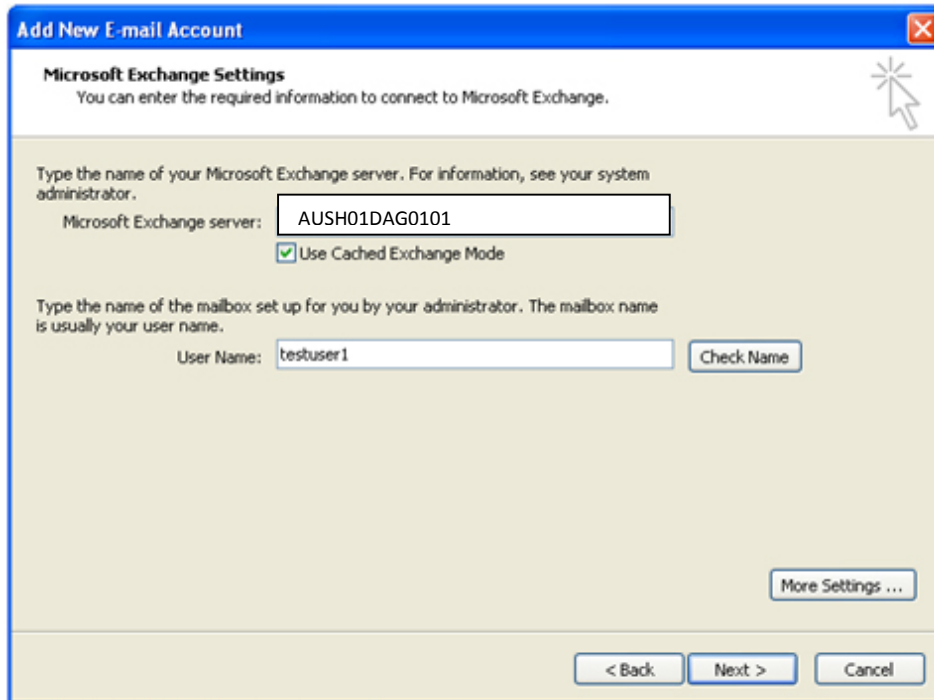 Add New E-mail Account
Microsoft Exchange Settings
You can enter the required information to connect to Microsoft Exchange.
Type the name of your Microsoft Exchange server. For information, see your system
administrator.
Microsoft Exchange server: AUSH01DAG0101
Use Cached Exchange Mode
Type the name of the mailbox set up for you by your administrator. The mailbox name
is usually your user name.
User Name: testuser1 Check Name
More Settings ...
< Back Next > Cancel